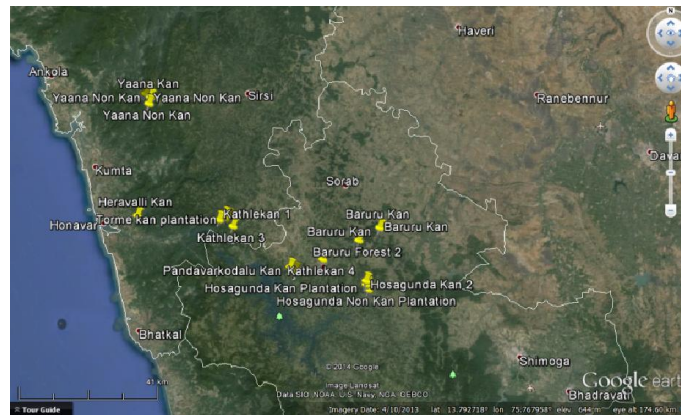 N
Haveri
Ankola
Yaana Kan
Yaana Non Kan Yaana Non Kan Sirsi
Yaana Non Kan
Ranebennur
Davan
Kumta
Sorab
Heravalli Kan
Torme kan plantation Kathlekan 1
Honavar
Kathlekan 3
Baruru Kan
Baruru Kan Baruru Kan
Baruru Forest 2
Pandavarkodalu Kan Kathlekan 4
Hosagunda Kan Plantation Hosagunda Kan 2
Hosagunda Non Kan Plantation
Bhatkal
Shimoga
© 2014 Google
Image Landsat
Data SIO, NOAA, U.S. Navy, NGA, GEBCO
Google eart
Bhadravati
41 km
Tour Guide
Imagery Date: 4/10/2013 lat 13.792718° lon 75.767958° elev 644 eye alt 174.60 km